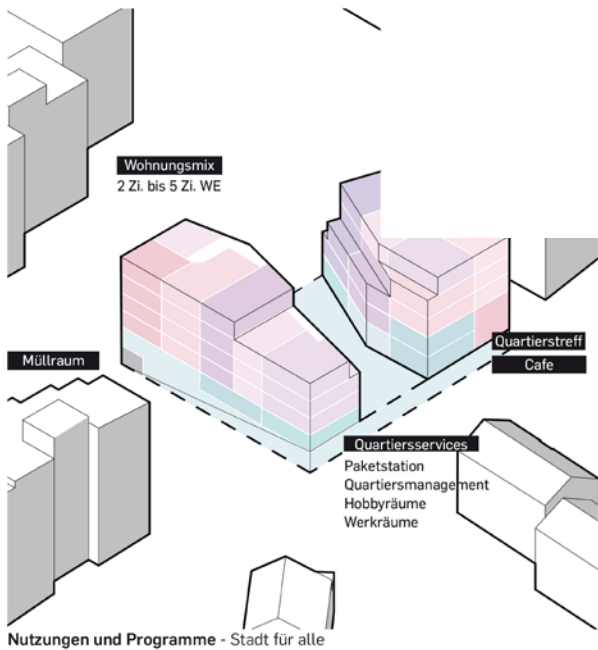 Wohnungsmix
2 Zi. bis 5 Zi. WE
Quartierstreff
Cafe
Müllraum
Quartiersservices
Paketstation
Quartiersmanagement
Hobbyräume
Werkräume
Nutzungen und Programme - Stadt für alle